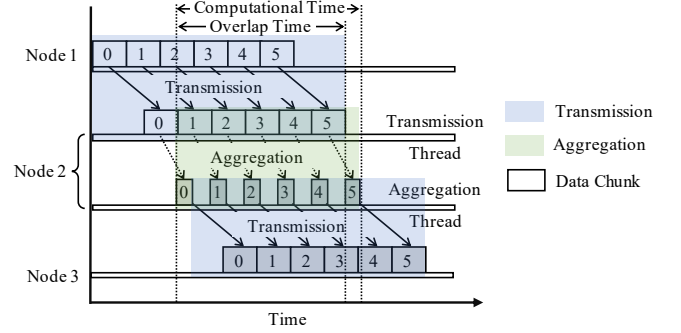 Computational Time
Overlap Time
Node 1
0 1 2 3 4 5
Transmission
0 1 2 3 4 5
Transmission
Thread
Node 2
Aggregation
0 1 2 3 4 5
Aggregation
Thread
Transmission
Node 3
0 1 2 3 4 5
Time
Transmission
Aggregation
Data Chunk